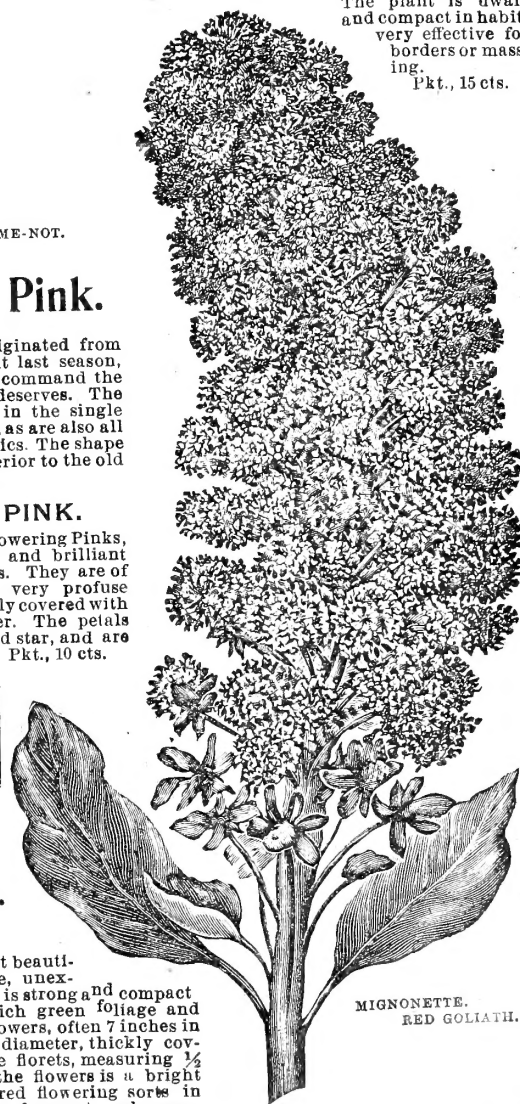 The plant is dwarf
and compact in habit
very effective fo
borders or mass
ing.
Pkt., 15 cts.
ME-NOT.
Pink.
iginated from
t last season,
command the
deserves. The
in the single
as are also all
ics. The shape
erior to the old
PINK.
owering Pinks,
and brilliant
s. They are of
very profuse
ly covered with
er. The petals
d star, and are
Pkt., 10 cts.
t beauti-
e, unex-
is strong and compact
ich green foliage and
owers, often 7 inches in
diameter, thickly cov-
e florets, measuring ½
the flowers is a bright
red flowering sorts in
MIGNONETTE.
RED GOLIATH.